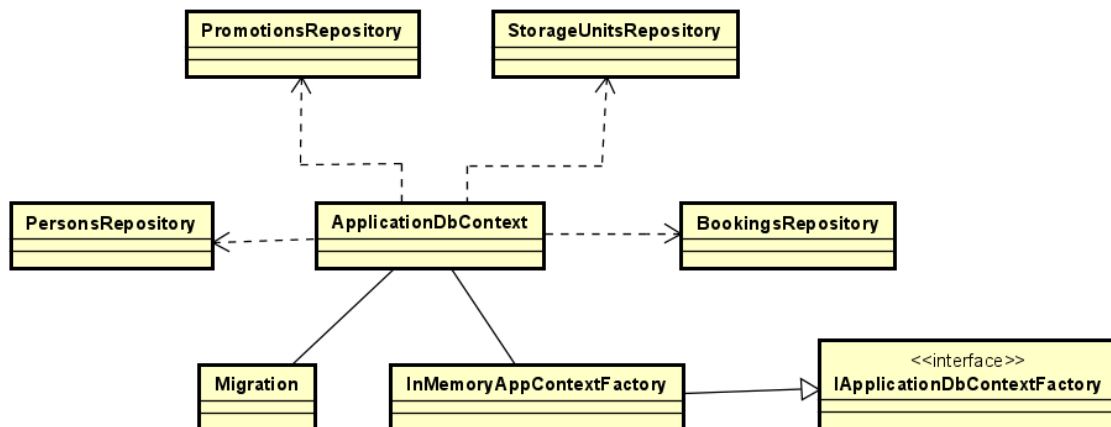 PromotionsRepository
StorageUnitsRepository
PersonsRepository
ApplicationDbContext
BookingsRepository
Migration
InMemoryAppContextFactory
<<interface>>
IApplicationDbContextFactory